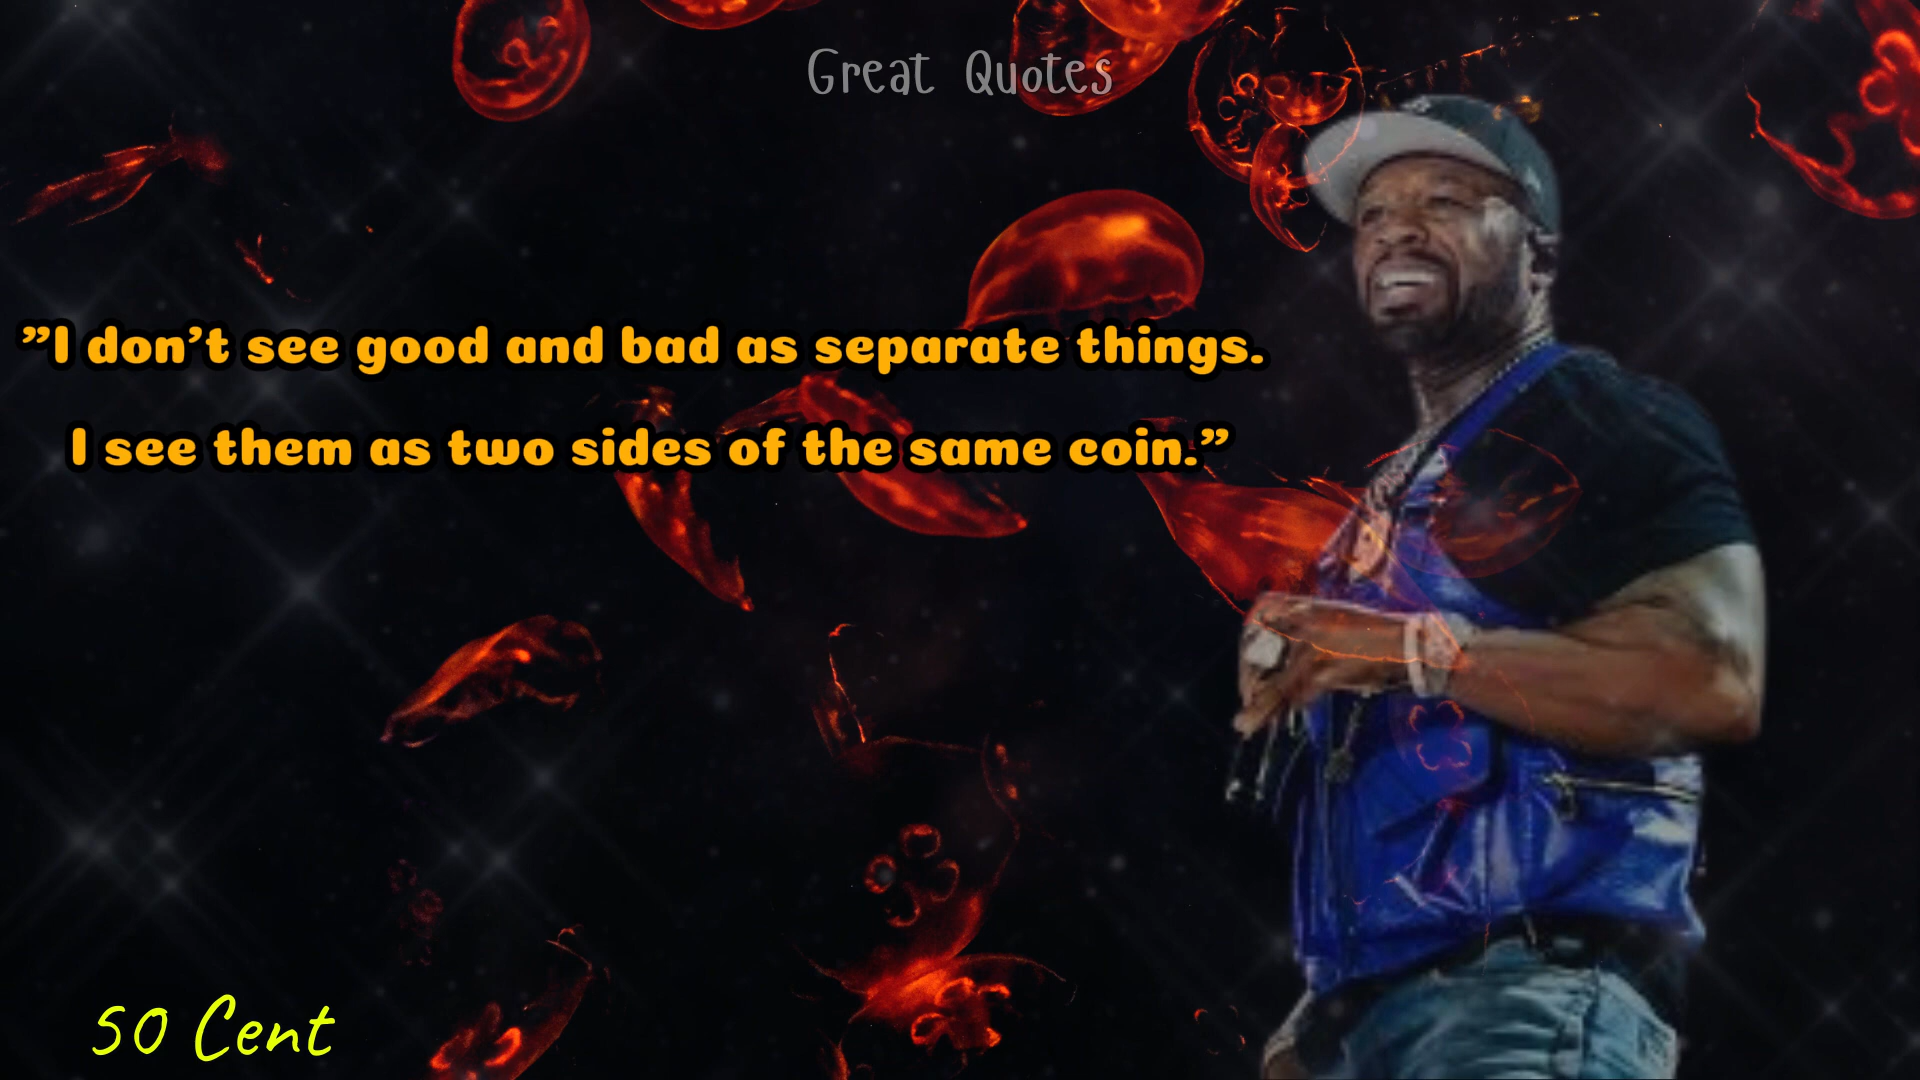 Great Quotes
”I don’t see good and bad as separate things.
I see them as two sides of the same coin.”
50 Cent